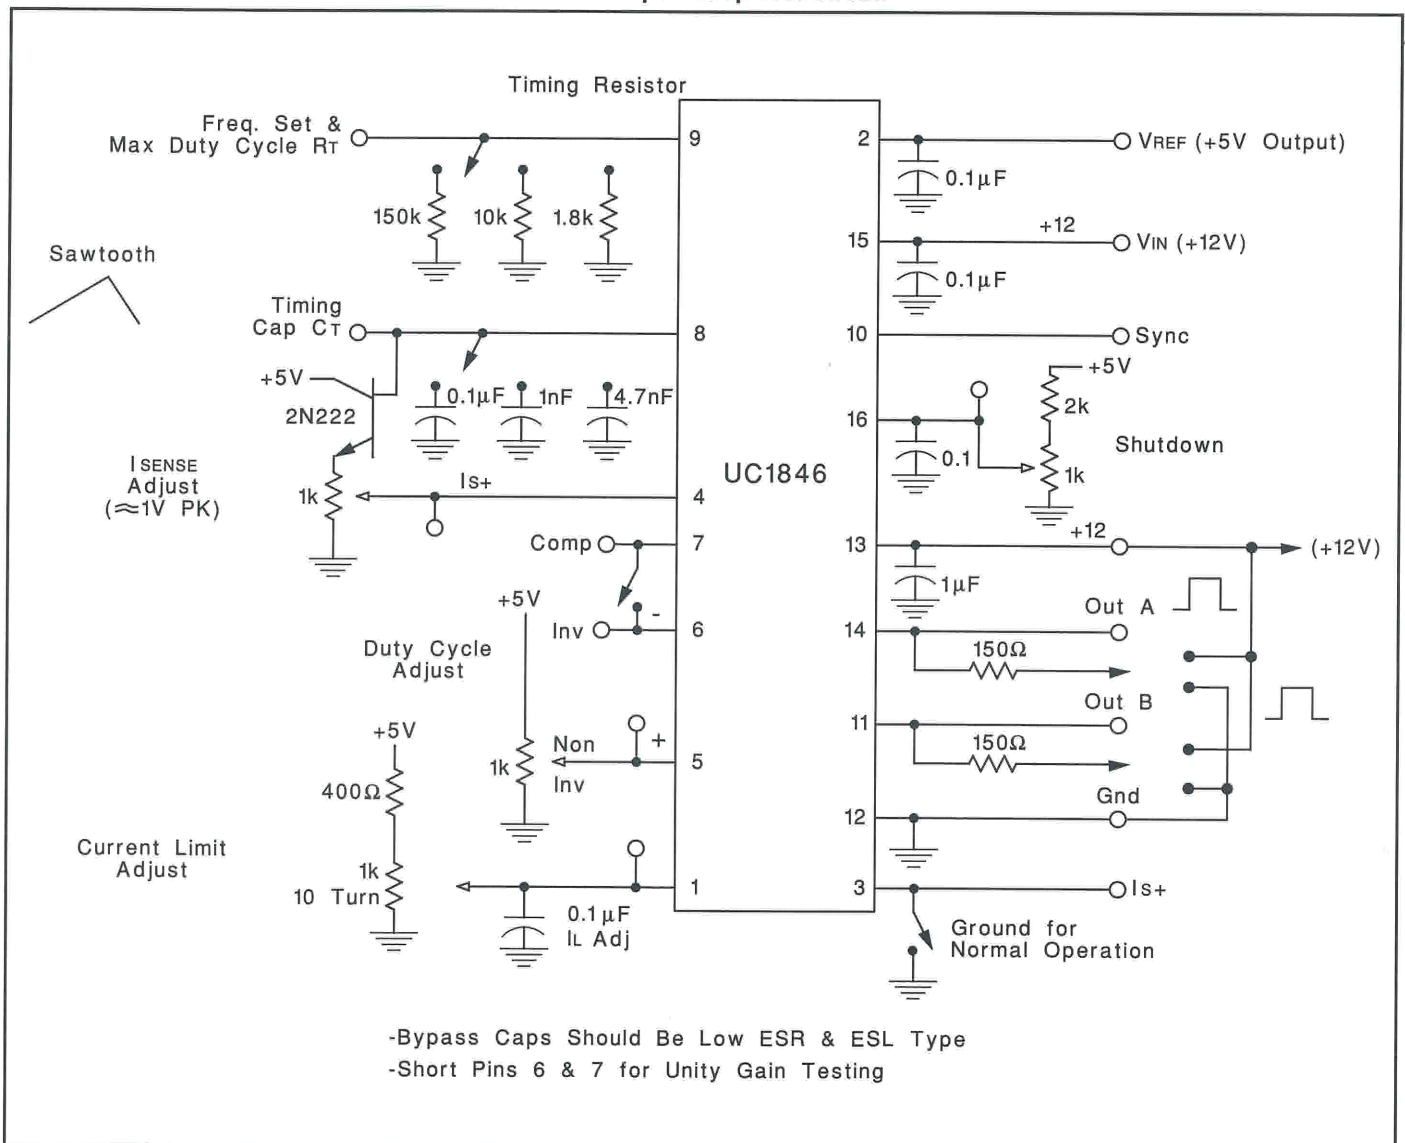 Timing Resistor
Freq. Set &
Max Duty Cycle RT
9
2
VREF (+5V Output)
0.1µF
150k
10k
1.8k
15
+12
VIN (+12V)
0.1µF
Sawtooth
Timing
Cap CT
8
10
Sync
+5V
2N222
0.1µF
1nF
4.7nF
+5V
2k
16
0.1
1k
Shutdown
UC1846
ISENSE
Adjust
(≈1V PK)
1k
IS+
4
Comp
7
13
+12
(+12V)
1µF
+5V
Inv
-
6
14
Out A
150Ω
Duty Cycle
Adjust
Out B
11
150Ω
+5V
400Ω
1k
Non
Inv
+
5
Gnd
12
Current Limit
Adjust
1k
10 Turn
1
0.1µF
IL Adj
3
IS+
Ground for
Normal Operation
-Bypass Caps Should Be Low ESR & ESL Type
-Short Pins 6 & 7 for Unity Gain Testing